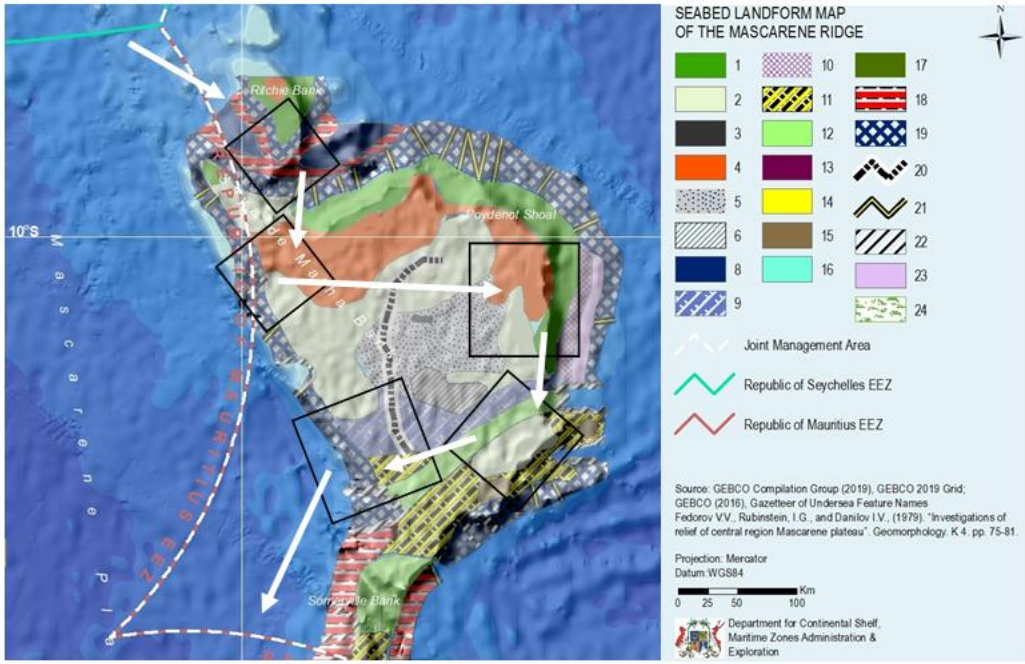 Ritchie Bank
10°S
Poydenot Shoal
Mascarene Pla
MAURITIUS EEZ
Somerville Bank
SEABED LANDFORM MAP
OF THE MASCARENE RIDGE
N
1
2
3
4
5
6
8
9
10
11
12
13
14
15
16
17
18
19
20
21
22
23
24
Joint Management Area
Republic of Seychelles EEZ
Republic of Mauritius EEZ
Source: GEBCO Compilation Group (2019), GEBCO 2019 Grid;
GEBCO (2016), Gazetteer of Undersea Feature Names
Fedorov V.V., Rubinstein, I.G., and Danilov I.V., (1979). "Investigations of
relief of central region Mascarene plateau". Geomorphology. K 4. pp. 75-81.
Projection: Mercator
Datum:WGS84
Km
0 25 50 100
Department for Continental Shelf,
Maritime Zones Administration &
Exploration